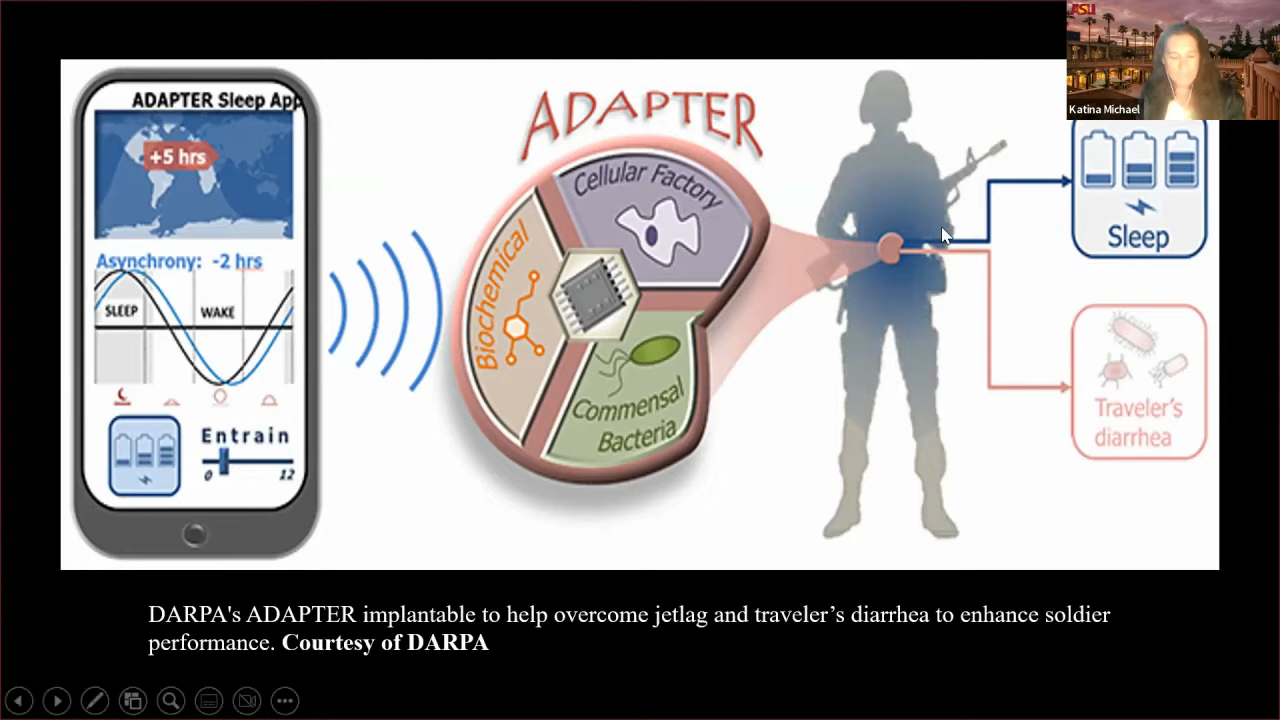 ASU
Katina Michael
ADAPTER Sleep App
+5 hrs
Asynchrony: -2 hrs
SLEEP
WAKE
Entrain
0
12
ADAPTER
Cellular Factory
Biochemical
Commensal
Bacteria
Sleep
Traveler's
diarrhea
DARPA's ADAPTER implantable to help overcome jetlag and traveler’s diarrhea to enhance soldier
performance. Courtesy of DARPA